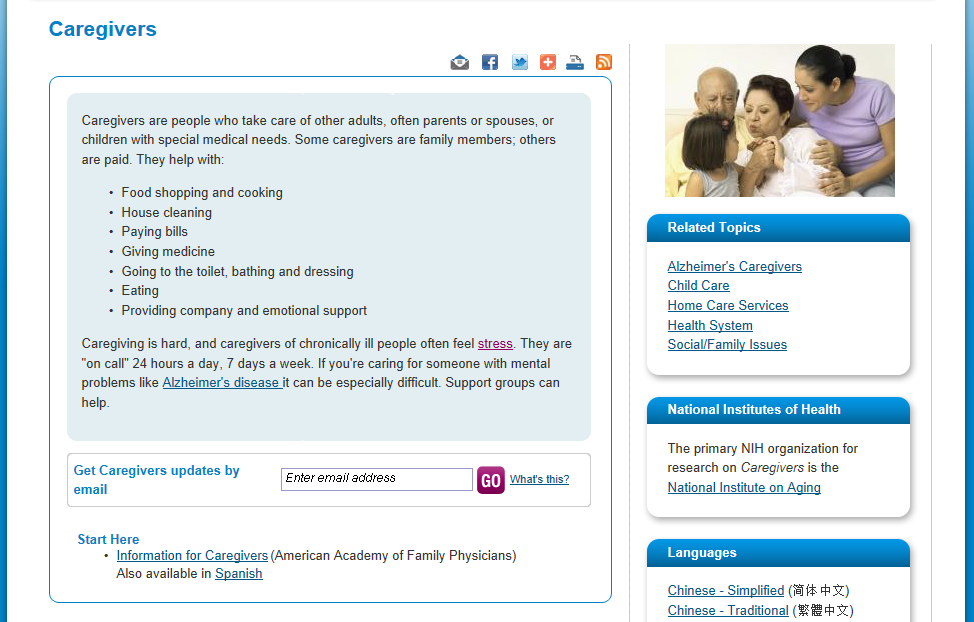 Caregivers
Caregivers are people who take care of other adults, often parents or spouses, or
children with special medical needs. Some caregivers are family members; others
are paid. They help with:
• Food shopping and cooking
• House cleaning
• Paying bills
• Giving medicine
• Going to the toilet, bathing and dressing
• Eating
• Providing company and emotional support
Caregiving is hard, and caregivers of chronically ill people often feel stress. They are
"on call" 24 hours a day, 7 days a week. If you're caring for someone with mental
problems like Alzheimer's disease it can be especially difficult. Support groups can
help.
Get Caregivers updates by
email
Enter email address
GO
What's this?
Start Here
• Information for Caregivers (American Academy of Family Physicians)
Also available in Spanish
Related Topics
Alzheimer's Caregivers
Child Care
Home Care Services
Health System
Social/Family Issues
National Institutes of Health
The primary NIH organization for
research on Caregivers is the
National Institute on Aging
Languages
Chinese - Simplified (简体中文)
Chinese - Traditional (繁體中文)